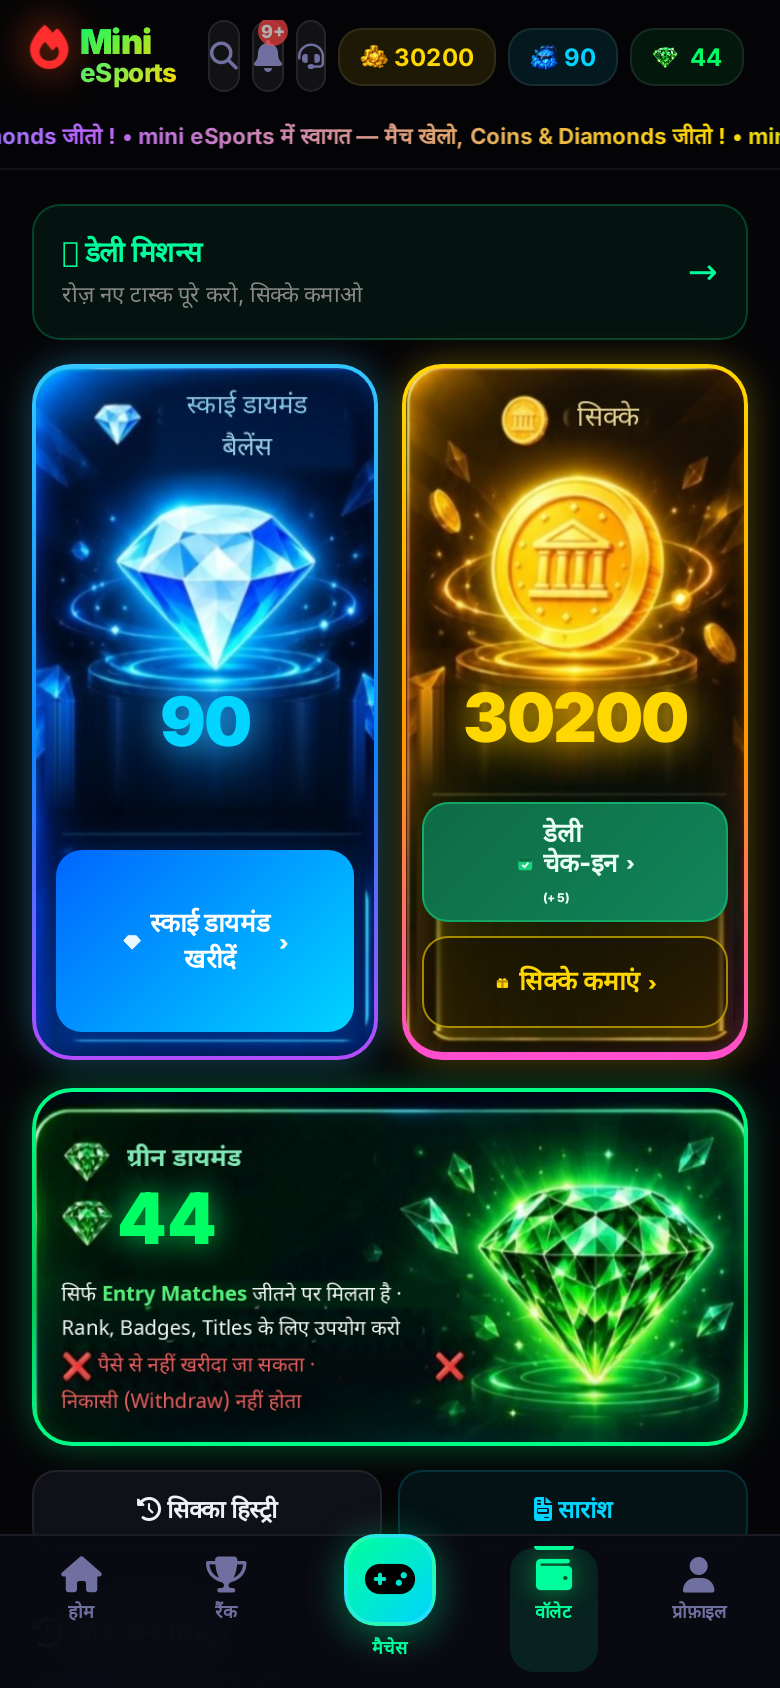 Mini
eSports
9+
30200
90
44
onds जीतो ! • mini eSports में स्वागत — मैच खेलो, Coins & Diamonds जीतो ! •
डेली मिशन्स
रोज़ नए टास्क पूरे करो, सिक्के कमाओ
→
स्काई डायमंड
बैलेंस
90
स्काई डायमंड
खरीदें ›
सिक्के
30200
डेली
चेक-इन ›
(+5)
सिक्के कमाएं ›
ग्रीन डायमंड
44
सिर्फ Entry Matches जीतने पर मिलता है ·
Rank, Badges, Titles के लिए उपयोग करो
❌ पैसे से नहीं खरीदा जा सकता · ❌
निकासी (Withdraw) नहीं होता
सिक्का हिस्ट्री
सारांश
होम
रैंक
मैचेस
वॉलेट
प्रोफ़ाइल